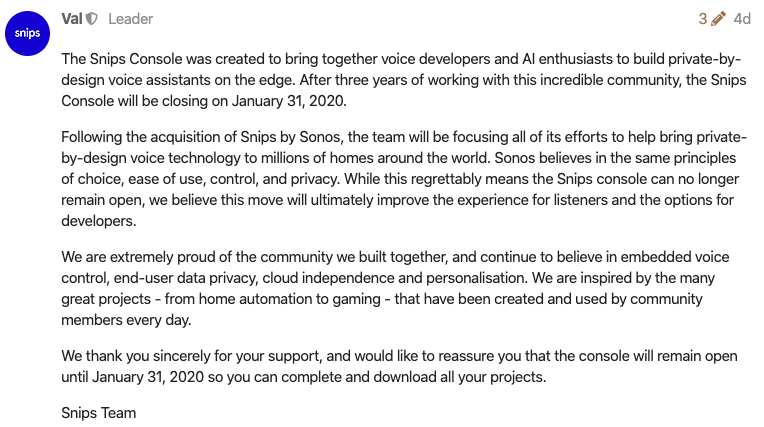 snips
Val Leader 3 4d
The Snips Console was created to bring together voice developers and AI enthusiasts to build private-by-
design voice assistants on the edge. After three years of working with this incredible community, the Snips
Console will be closing on January 31, 2020.
Following the acquisition of Snips by Sonos, the team will be focusing all of its efforts to help bring private-
by-design voice technology to millions of homes around the world. Sonos believes in the same principles
of choice, ease of use, control, and privacy. While this regrettably means the Snips console can no longer
remain open, we believe this move will ultimately improve the experience for listeners and the options for
developers.
We are extremely proud of the community we built together, and continue to believe in embedded voice
control, end-user data privacy, cloud independence and personalisation. We are inspired by the many
great projects - from home automation to gaming - that have been created and used by community
members every day.
We thank you sincerely for your support, and would like to reassure you that the console will remain open
until January 31, 2020 so you can complete and download all your projects.
Snips Team